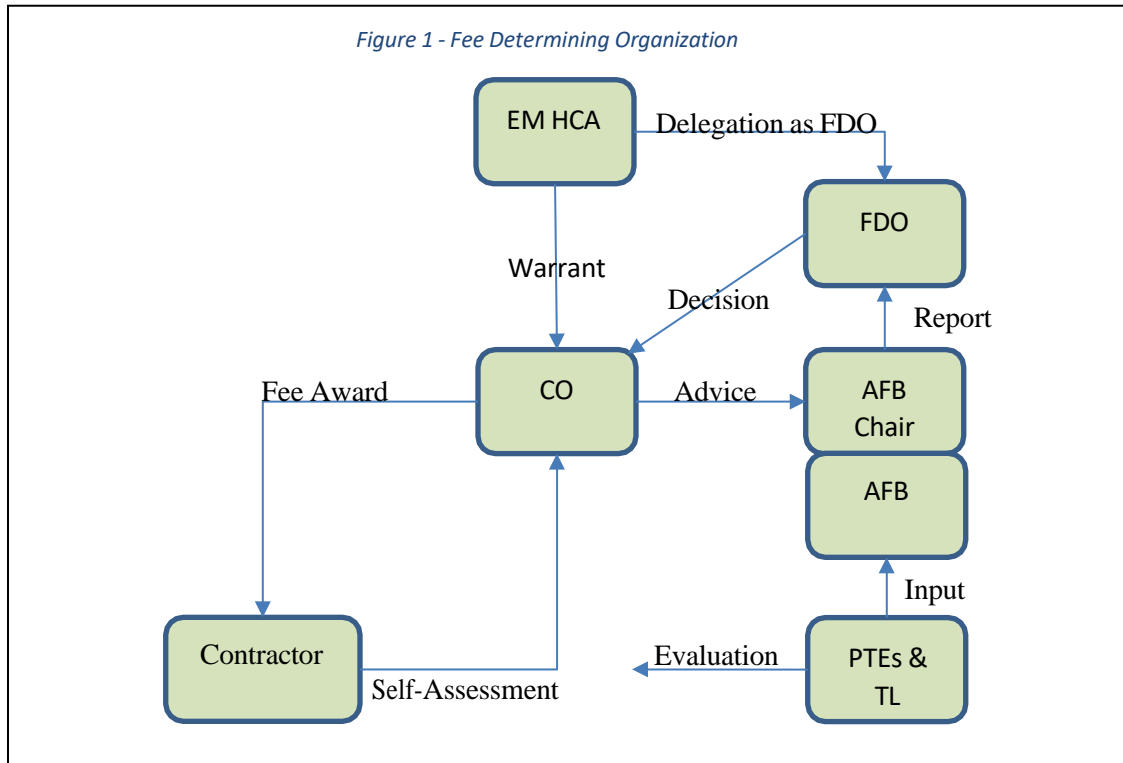 Figure 1 - Fee Determining Organization
EM HCA
Delegation as FDO
FDO
Warrant
Decision
Report
Fee Award
CO
Advice
AFB
Chair
AFB
Input
Contractor
Evaluation
PTEs &
TL
Self-Assessment